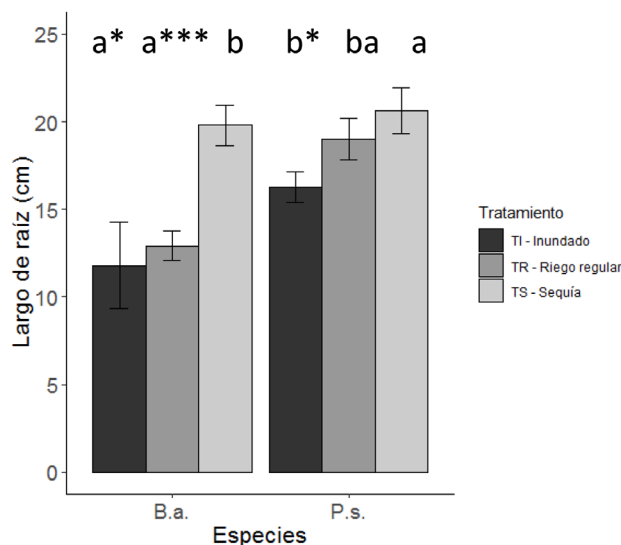 25
a* a*** b b* ba a
20
15
10
5
0
Largo de raíz (cm)
B.a. P.s.
Especies
Tratamiento
TI - Inundado
TR - Riego regular
TS - Sequía